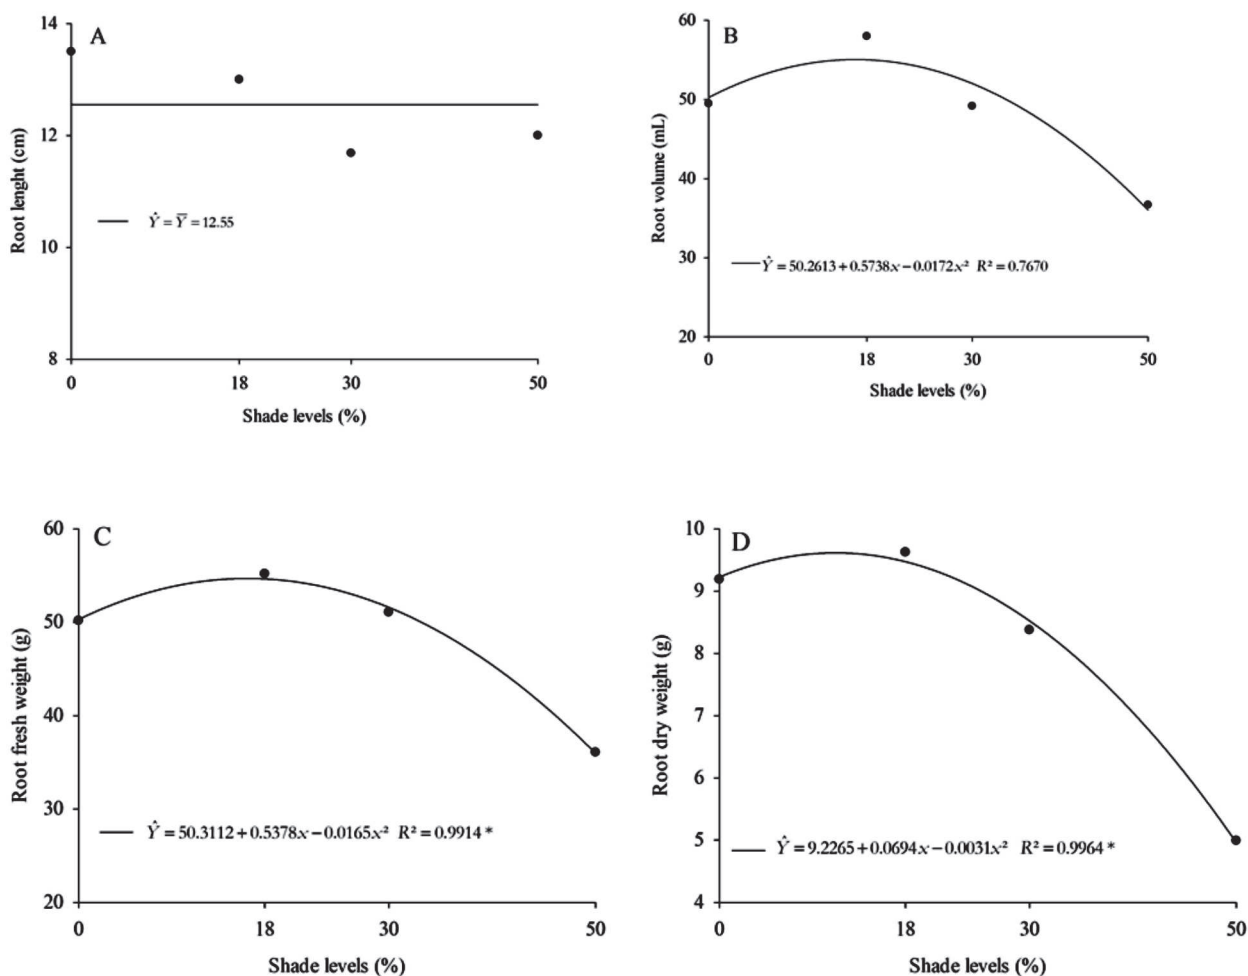 A
14
12
10
8
0 18 30 50
Root lenght (cm)
Shade levels (%)
Ŷ = Ȳ = 12.55
B
60
50
40
30
20
0 18 30 50
Root volume (mL)
Shade levels (%)
Ŷ = 50.2613 + 0.5738x − 0.0172x² R² = 0.7670
C
60
50
40
30
20
0 18 30 50
Root fresh weight (g)
Shade levels (%)
Ŷ = 50.3112 + 0.5378x − 0.0165x² R² = 0.9914 *
D
10
9
8
7
6
5
4
0 18 30 50
Root dry weight (g)
Shade levels (%)
Ŷ = 9.2265 + 0.0694x − 0.0031x² R² = 0.9964 *